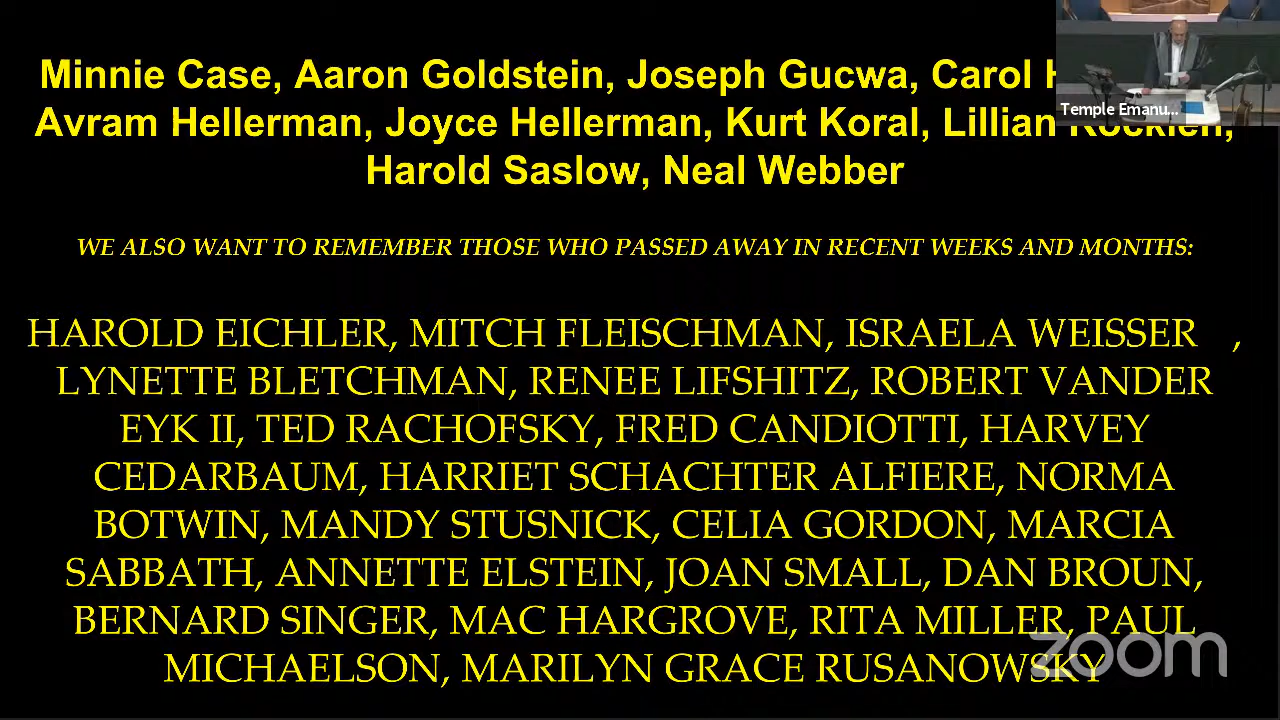 Minnie Case, Aaron Goldstein, Joseph Gucwa, Carol
Avram Hellerman, Joyce Hellerman, Kurt Koral, Lillian
Harold Saslow, Neal Webber
Temple Emanu...
WE ALSO WANT TO REMEMBER THOSE WHO PASSED AWAY IN RECENT WEEKS AND MONTHS:
HAROLD EICHLER, MITCH FLEISCHMAN, ISRAELA WEISSER ,
LYNETTE BLETCHMAN, RENEE LIFSHITZ, ROBERT VANDER
EYK II, TED RACHOFSKY, FRED CANDIOTTI, HARVEY
CEDARBAUM, HARRIET SCHACHTER ALFIERE, NORMA
BOTWIN, MANDY STUSNICK, CELIA GORDON, MARCIA
SABBATH, ANNETTE ELSTEIN, JOAN SMALL, DAN BROUN,
BERNARD SINGER, MAC HARGROVE, RITA MILLER, PAUL
MICHAELSON, MARILYN GRACE RUSANOWSKY
zoom